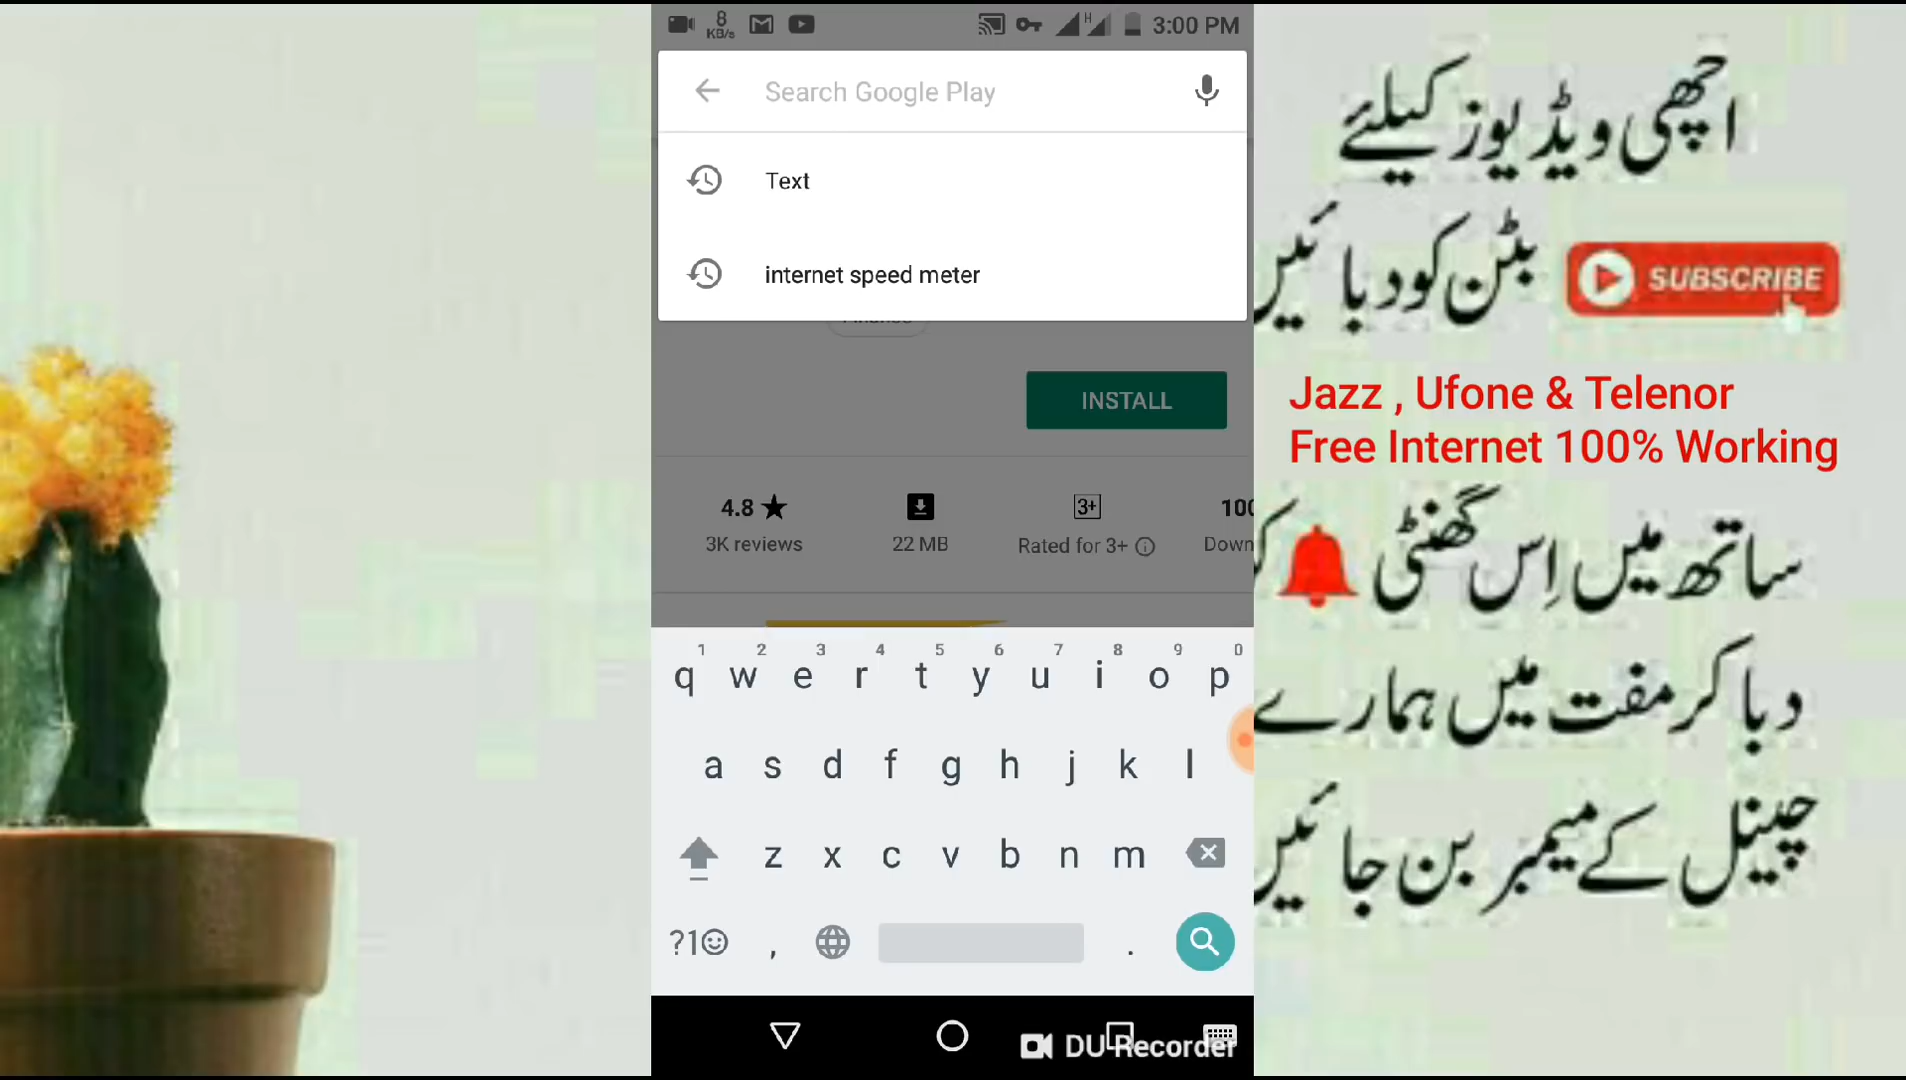 8
KB/s
H
3:00 PM
Search Google Play
Text
internet speed meter
INSTALL
4.8 ★
3K reviews
22 MB
3+
Rated for 3+
100
Down
1 2 3 4 5 6 7 8 9 0
q w e r t y u i o p
a s d f g h j k l
z x c v b n m
?1 , .
DU Recorder
اچھی ویڈیوز کیلئے
بٹن کو دبائیں
SUBSCRIBE
Jazz , Ufone & Telenor
Free Internet 100% Working
ساتھ میں اِس گھنٹی
دبا کر مفت میں ہمارے
چینل کے میمبر بن جائیں